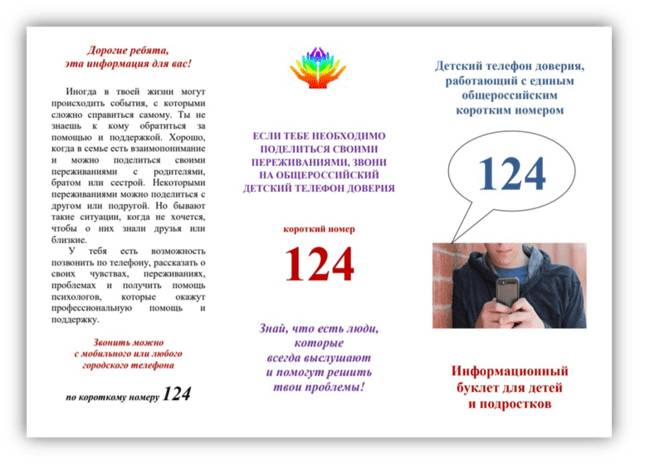 Дорогие ребята,
эта информация для вас!
Иногда в твоей жизни могут
происходить события, с которыми
сложно справиться самому. Ты не
знаешь к кому обратиться за
помощью и поддержкой. Хорошо,
когда в семье есть взаимопонимание
и можно поделиться своими
переживаниями с родителями,
братом или сестрой. Некоторыми
переживаниями можно поделиться с
другом или подругой. Но бывают
такие ситуации, когда не хочется,
чтобы о них знали друзья или
близкие.
У тебя есть возможность
позвонить по телефону, рассказать о
своих чувствах, переживаниях,
проблемах и получить помощь
психологов, которые окажут
профессиональную помощь и
поддержку.
Звонить можно
с мобильного или любого
городского телефона
по короткому номеру 124
ЕСЛИ ТЕБЕ НЕОБХОДИМО
ПОДЕЛИТЬСЯ СВОИМИ
ПЕРЕЖИВАНИЯМИ, ЗВОНИ
НА ОБЩЕРОССИЙСКИЙ
ДЕТСКИЙ ТЕЛЕФОН ДОВЕРИЯ
короткий номер
124
Знай, что есть люди,
которые
всегда выслушают
и помогут решить
твои проблемы!
Детский телефон доверия,
работающий с единым
общероссийским
коротким номером
124
Информационный
буклет для детей
и подростков